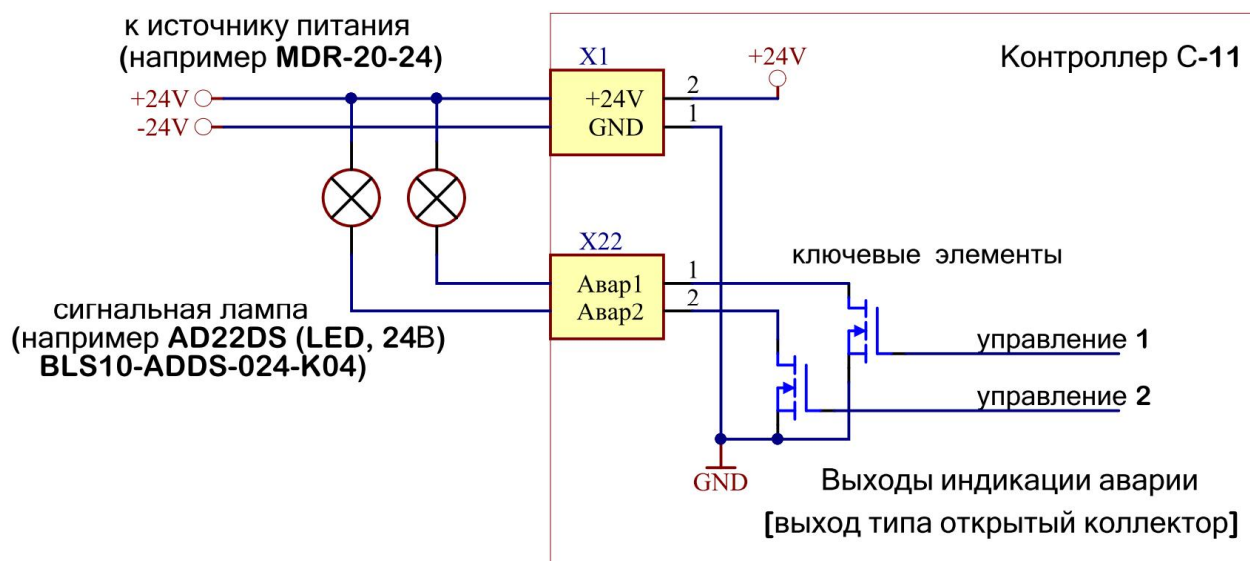 к источнику питания
(например MDR-20-24)
X1
+24V
Контроллер С-11
+24V
-24V
+24V
GND
2
1
X22
Авар1
Авар2
1
2
ключевые элементы
сигнальная лампа
(например AD22DS (LED, 24В)
BLS10-ADDS-024-K04)
управление 1
управление 2
GND
Выходы индикации аварии
[выход типа открытый коллектор]